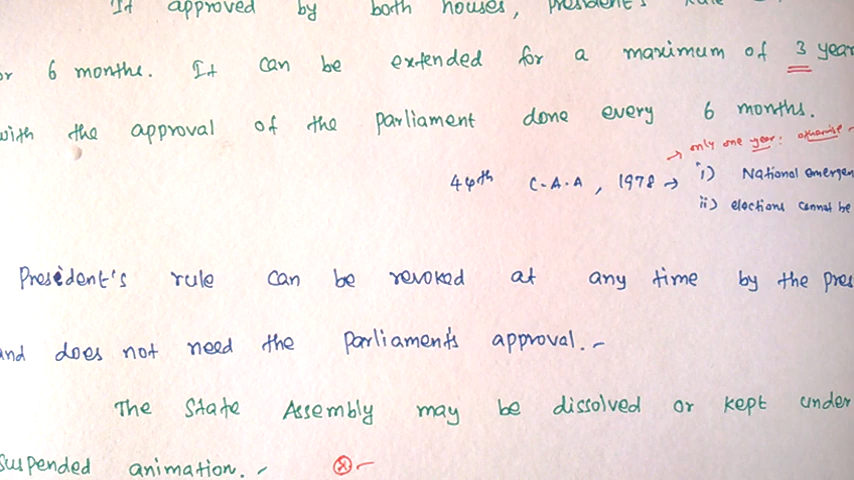 If approved by both houses, President's rule
or 6 months. It can be extended for a maximum of 3 year
with the approval of the parliament done every 6 months.
→ only one year: otherwise -
44th C.A.A, 1978 → i) National emergen
ii) elections cannot be
President's rule can be revoked at any time by the pres
and does not need the Parliament's approval. -
The State Assembly may be dissolved or kept under
suspended animation. -